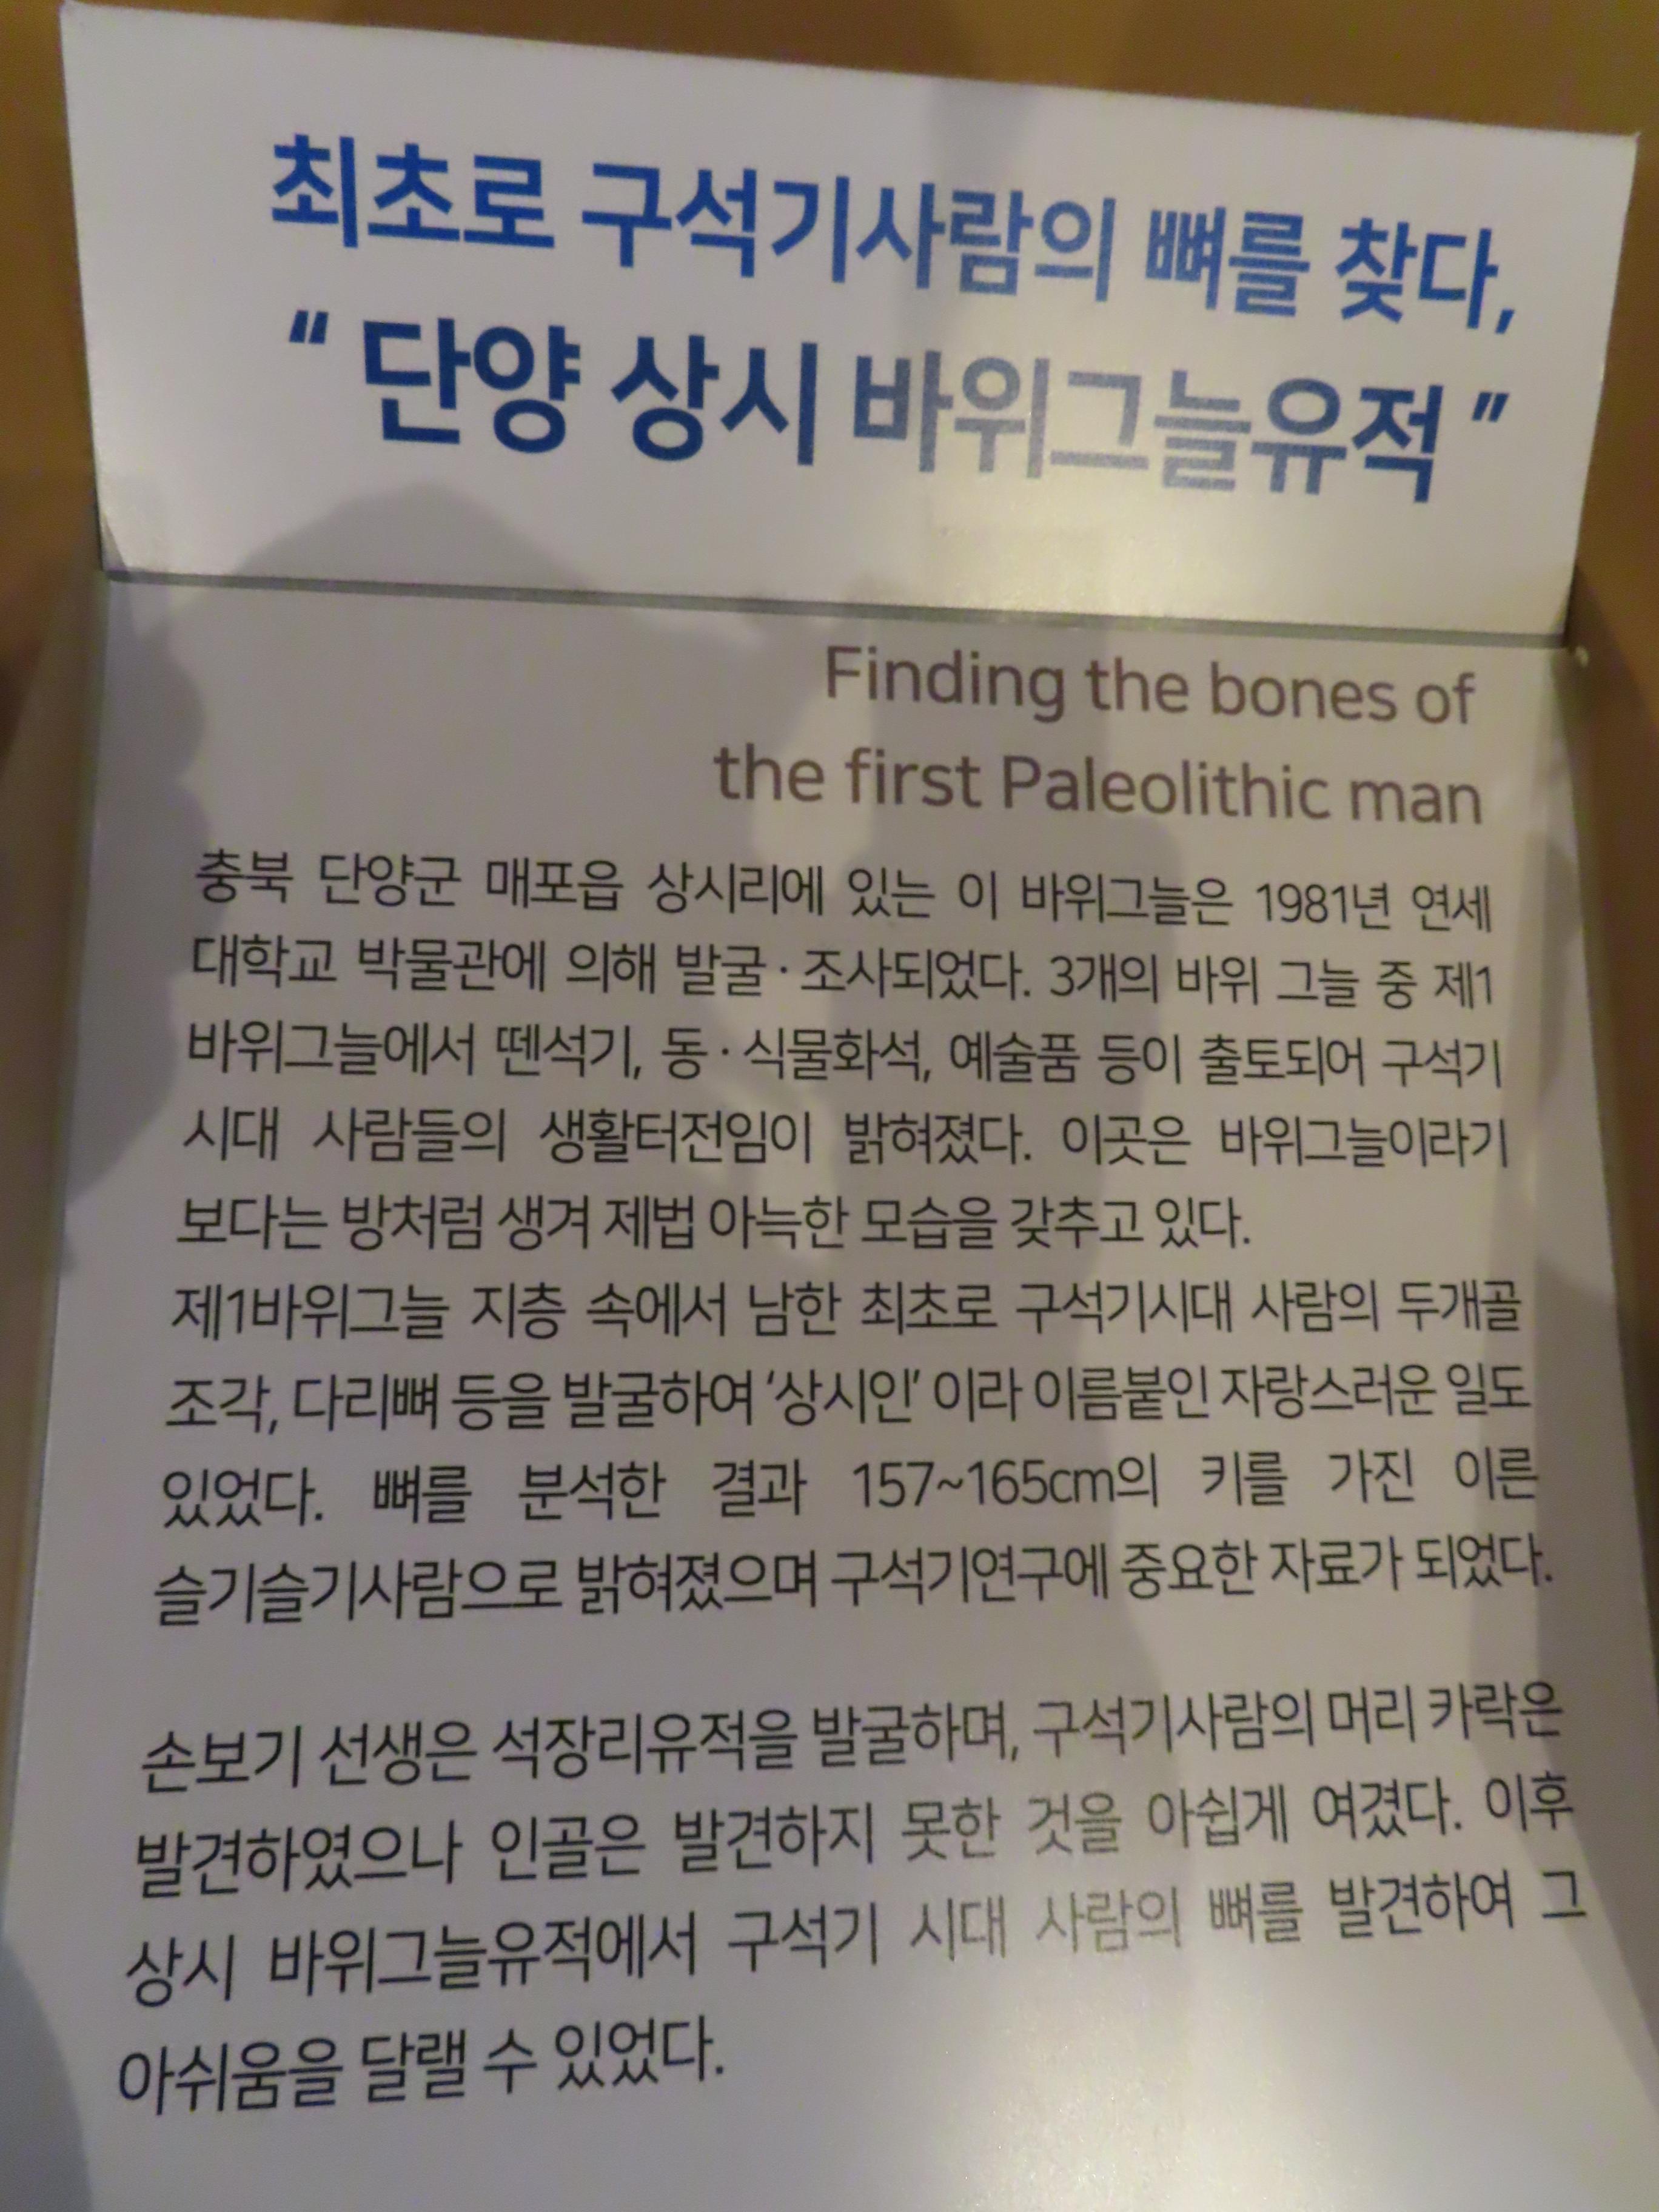 최초로 구석기사람의 뼈를 찾다,
“ 단양 상시 바위그늘유적 ”
Finding the bones of
the first Paleolithic man
충북 단양군 매포읍 상시리에 있는 이 바위그늘은 1981년 연세
대학교 박물관에 의해 발굴 · 조사되었다. 3개의 바위 그늘 중 제1
바위그늘에서 뗀석기, 동 · 식물화석, 예술품 등이 출토되어 구석기
시대 사람들의 생활터전임이 밝혀졌다. 이곳은 바위그늘이라기
보다는 방처럼 생겨 제법 아늑한 모습을 갖추고 있다.
제1바위그늘 지층 속에서 남한 최초로 구석기시대 사람의 두개골
조각, 다리뼈 등을 발굴하여 ‘상시인’ 이라 이름붙인 자랑스러운 일도
있었다. 뼈를 분석한 결과 157~165cm의 키를 가진 이른
슬기슬기사람으로 밝혀졌으며 구석기연구에 중요한 자료가 되었다.
손보기 선생은 석장리유적을 발굴하며, 구석기사람의 머리 카락은
발견하였으나 인골은 발견하지 못한 것을 아쉽게 여겼다. 이후
상시 바위그늘유적에서 구석기 시대 사람의 뼈를 발견하여 그
아쉬움을 달랠 수 있었다.